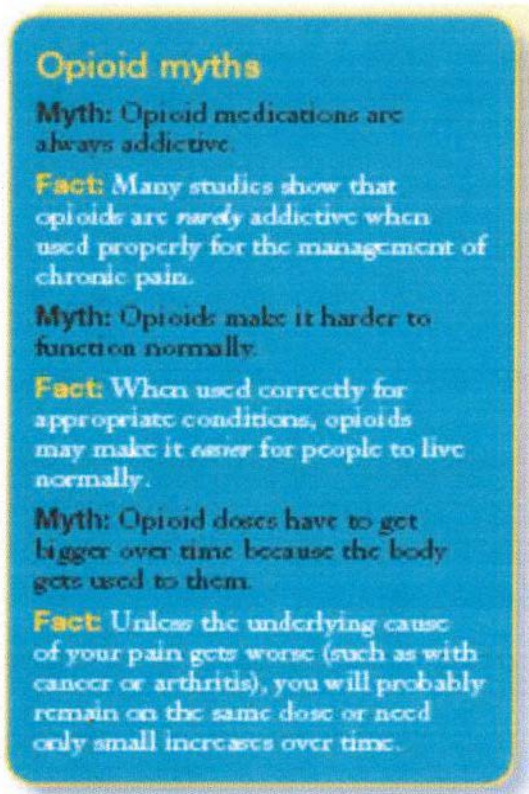 Opioid myths
Myth: Opioid medications are
always addictive.
Fact: Many studies show that
opioids are rarely addictive when
used properly for the management of
chronic pain.
Myth: Opioids make it harder to
function normally.
Fact: When used correctly for
appropriate conditions, opioids
may make it easier for people to live
normally.
Myth: Opioid doses have to get
bigger over time because the body
gets used to them.
Fact: Unless the underlying cause
of your pain gets worse (such as with
cancer or arthritis), you will probably
remain on the same dose or need
only small increases over time.